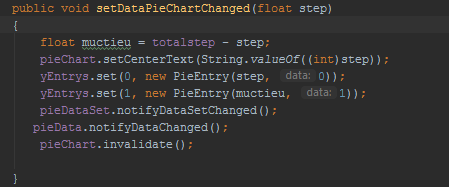 public void setDataPieChartChanged(float step)
{
float muctieu = totalstep - step;
pieChart.setCenterText(String.valueOf((int)step));
yEntrys.set(0, new PieEntry(step, data: 0));
yEntrys.set(1, new PieEntry(muctieu, data: 1));
pieDataSet.notifyDataSetChanged();
pieData.notifyDataChanged();
pieChart.invalidate();
}